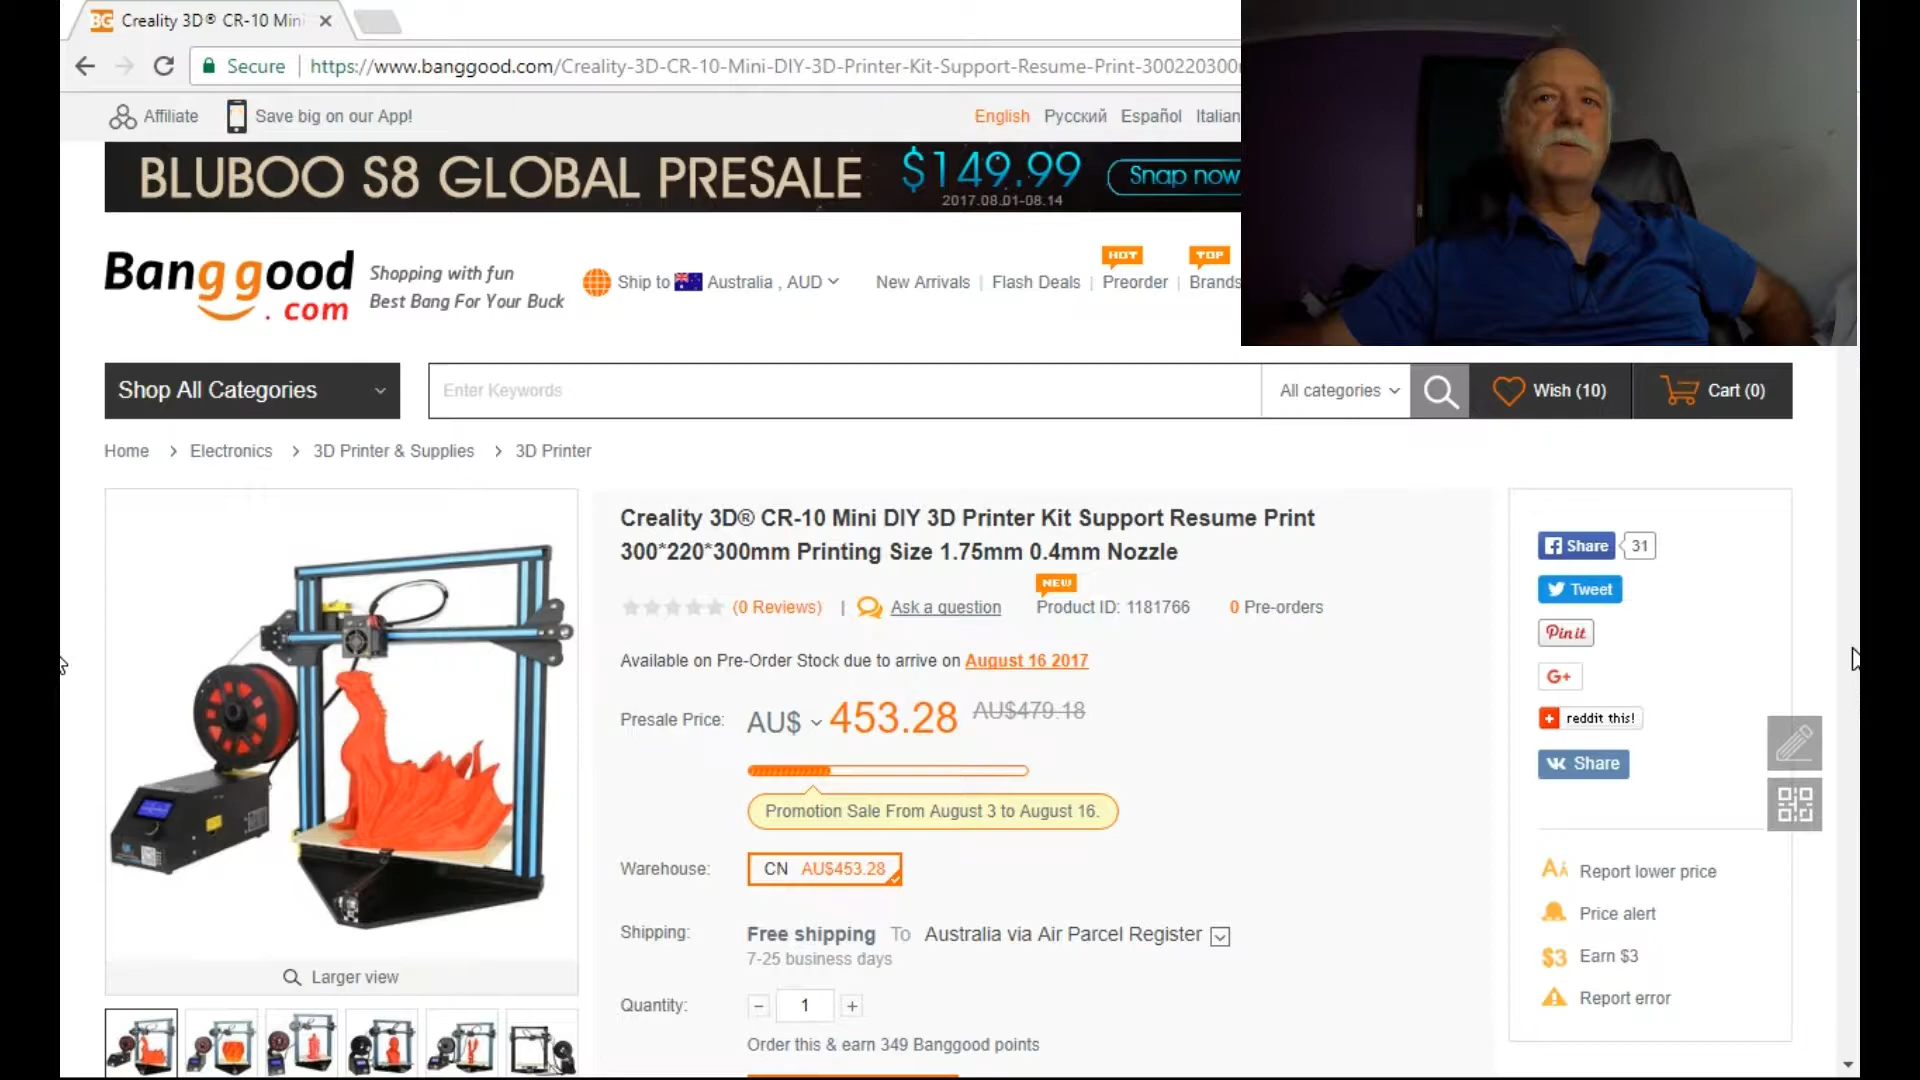 BG Creality 3D® CR-10 Mini
Secure https://www.banggood.com/Creality-3D-CR-10-Mini-DIY-3D-Printer-Kit-Support-Resume-Print-300220300
Affiliate Save big on our App! English Русский Español Italian
BLUBOO S8 GLOBAL PRESALE $149.99 Snap now
2017.08.01-08.14
Banggood.com
Shopping with fun
Best Bang For Your Buck
HOT TOP
Ship to Australia , AUD New Arrivals | Flash Deals | Preorder | Brands
Shop All Categories Enter Keywords All categories Wish (10) Cart (0)
Home > Electronics > 3D Printer & Supplies > 3D Printer
Creality 3D® CR-10 Mini DIY 3D Printer Kit Support Resume Print
300*220*300mm Printing Size 1.75mm 0.4mm Nozzle
NEW
(0 Reviews) | Ask a question Product ID: 1181766 0 Pre-orders
Available on Pre-Order Stock due to arrive on August 16 2017
Presale Price: AU$ 453.28 AU$479.18
Promotion Sale From August 3 to August 16.
Warehouse: CN AU$453.28
Shipping: Free shipping To Australia via Air Parcel Register
7-25 business days
Quantity: - 1 +
Order this & earn 349 Banggood points
Larger view
Share 31
Tweet
Pin it
G+
reddit this!
Share
Report lower price
Price alert
$3 Earn $3
Report error